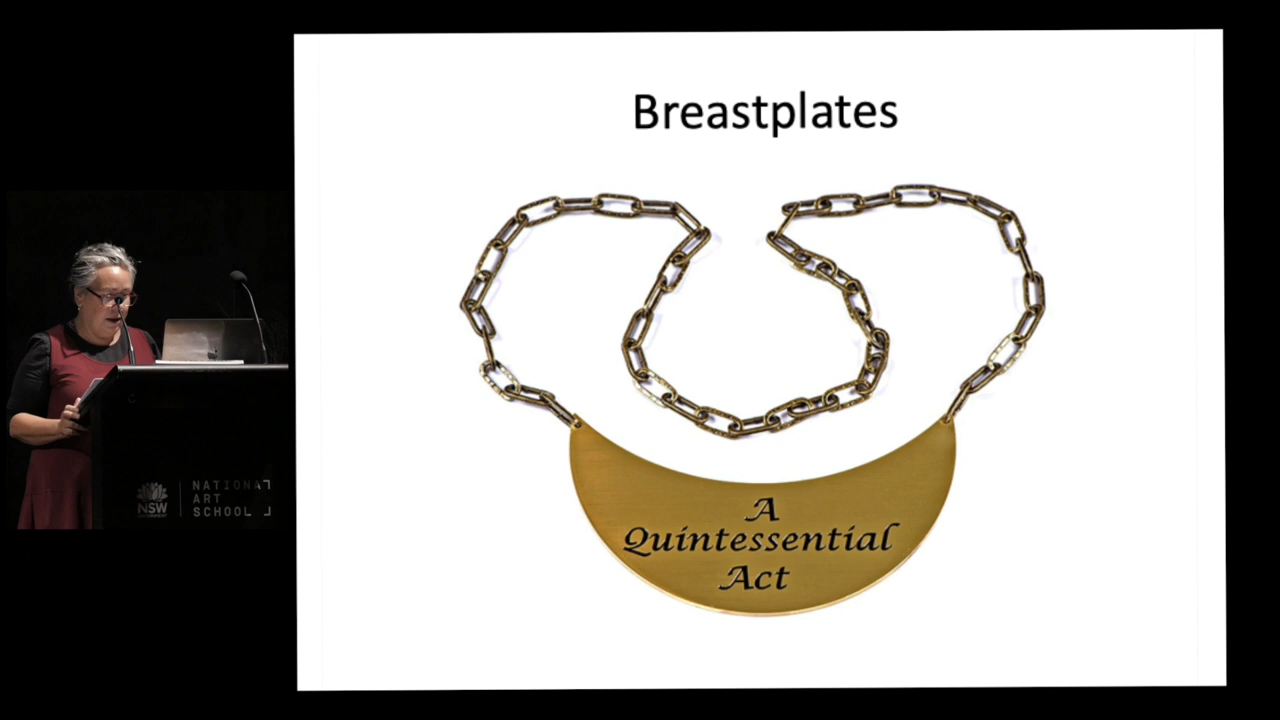 Breastplates
A
Quintessential
Act
NSW
NATIONAL
ART
SCHOOL